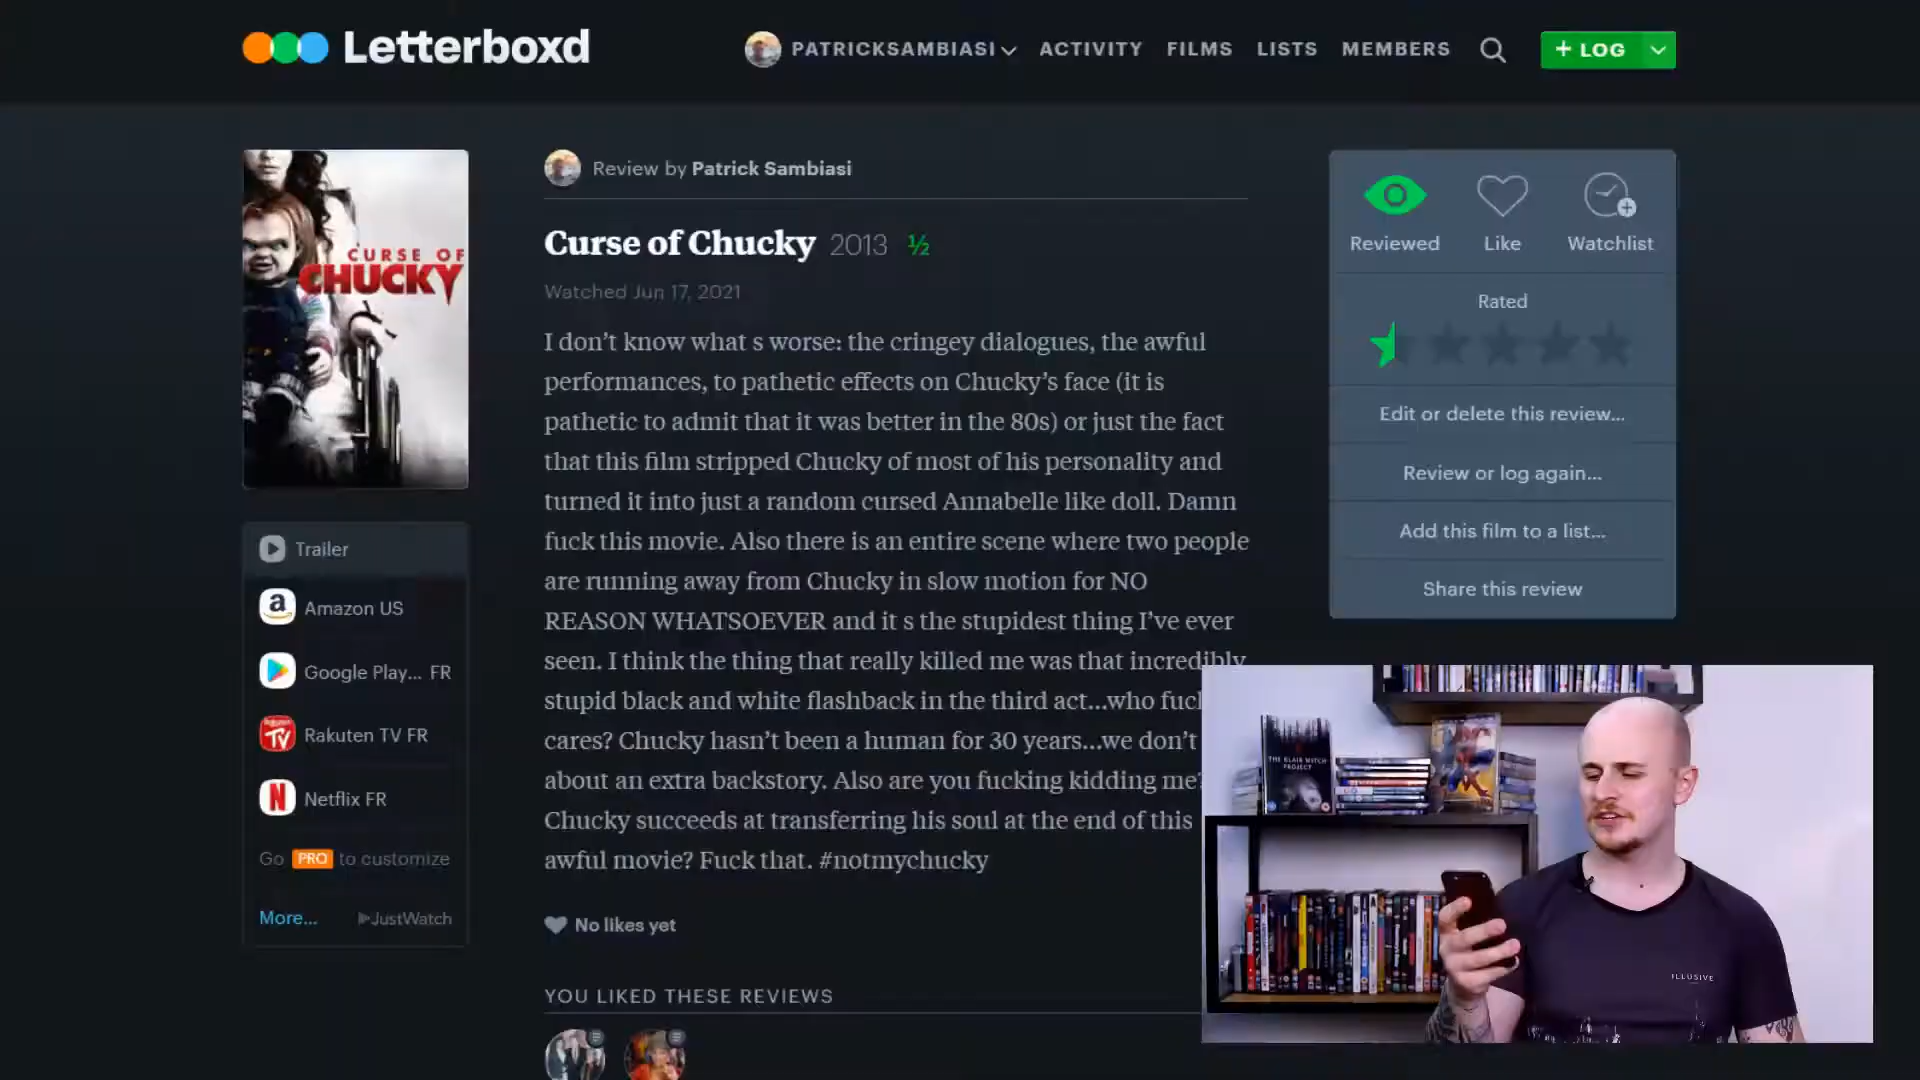 Letterboxd
PATRICKSAMBIASI
ACTIVITY
FILMS
LISTS
MEMBERS
+ LOG
CURSE OF
CHUCKY
Review by Patrick Sambiasi
Curse of Chucky 2013 ½
Watched Jun 17, 2021
I don’t know what s worse: the cringey dialogues, the awful
performances, to pathetic effects on Chucky’s face (it is
pathetic to admit that it was better in the 80s) or just the fact
that this film stripped Chucky of most of his personality and
turned it into just a random cursed Annabelle like doll. Damn
fuck this movie. Also there is an entire scene where two people
are running away from Chucky in slow motion for NO
REASON WHATSOEVER and it s the stupidest thing I’ve ever
seen. I think the thing that really killed me was that incredibly
stupid black and white flashback in the third act...who fuc
cares? Chucky hasn’t been a human for 30 years...we don’t
about an extra backstory. Also are you fucking kidding me?
Chucky succeeds at transferring his soul at the end of this
awful movie? Fuck that. #notmychucky
No likes yet
YOU LIKED THESE REVIEWS
Trailer
Amazon US
Google Play... FR
Rakuten TV FR
Netflix FR
Go PRO to customize
More...
JustWatch
Reviewed
Like
Watchlist
Rated
Edit or delete this review...
Review or log again...
Add this film to a list...
Share this review
THE BLAIR WITCH
PROJECT
ILLUSIVE